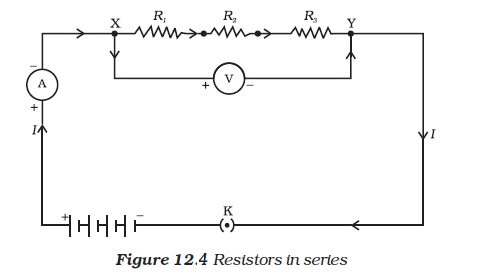 X R₁ R₂ R₃ Y
+ V −
−
A
+
I
I
+ − K
Figure 12.4 Resistors in series